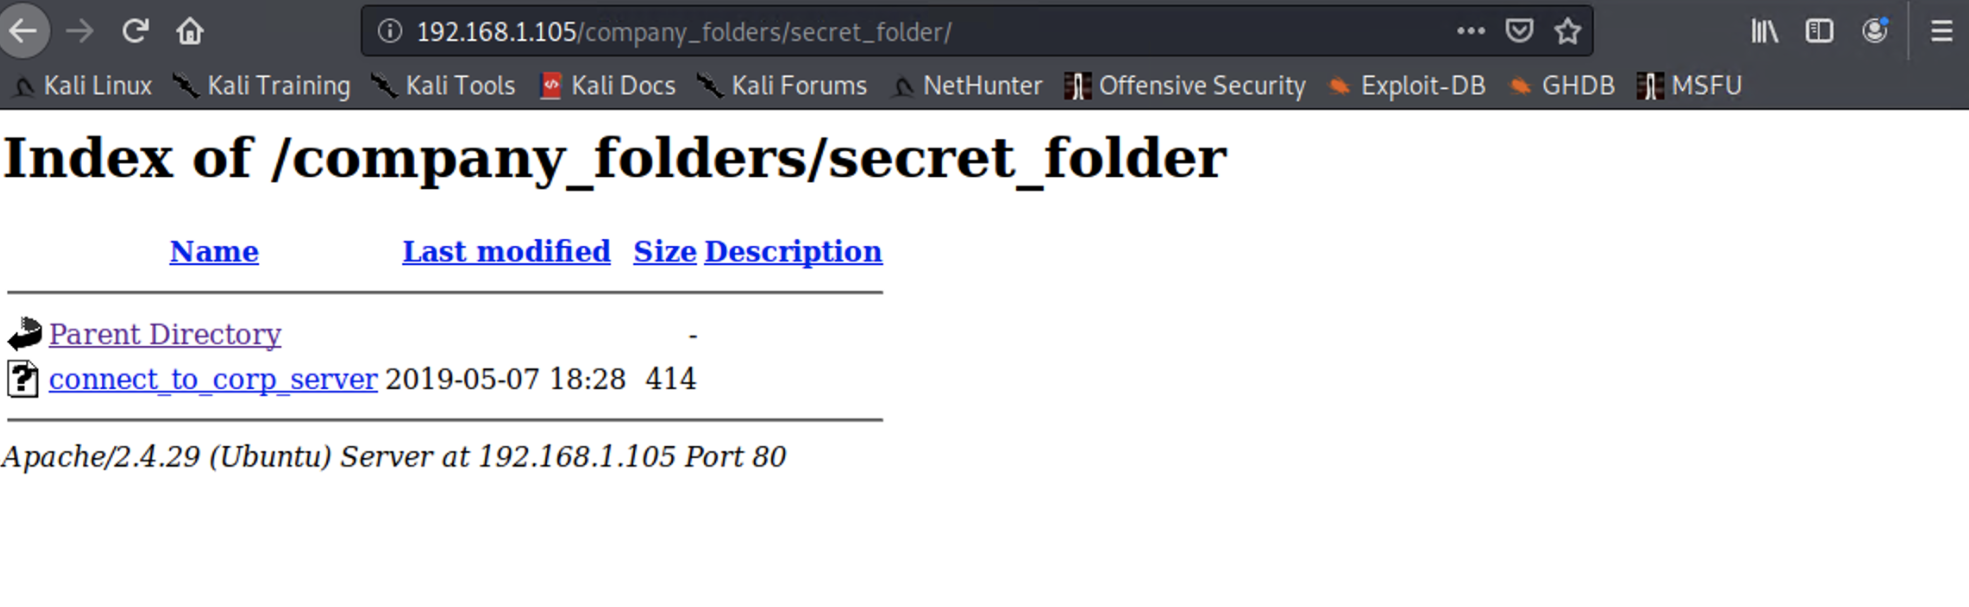 192.168.1.105/company_folders/secret_folder/
Kali Linux Kali Training Kali Tools Kali Docs Kali Forums NetHunter Offensive Security Exploit-DB GHDB MSFU
Index of /company_folders/secret_folder
Name Last modified Size Description
Parent Directory -
connect_to_corp_server 2019-05-07 18:28 414
Apache/2.4.29 (Ubuntu) Server at 192.168.1.105 Port 80